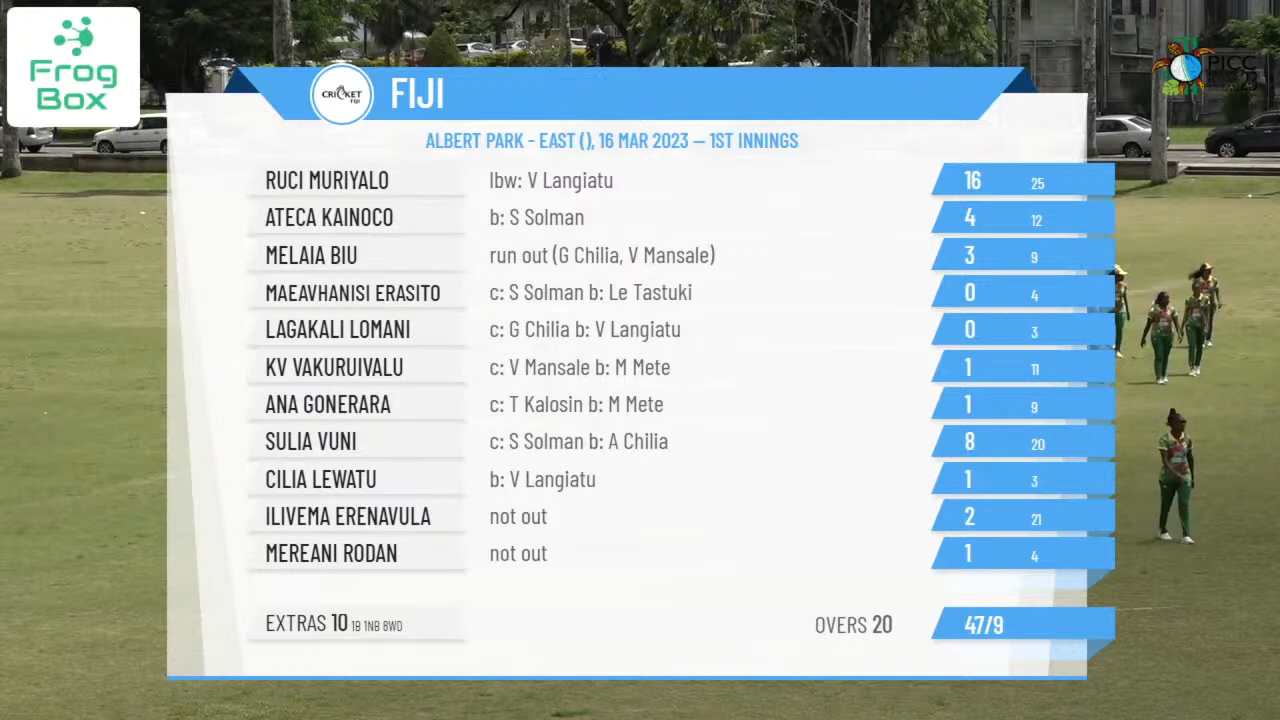 Frog
Box
CRICKET
FIJI
FIJI
PICC
23
ALBERT PARK - EAST (), 16 MAR 2023 – 1ST INNINGS
RUCI MURIYALO lbw: V Langiatu 16 25
ATECA KAINOCO b: S Solman 4 12
MELAIA BIU run out (G Chilia, V Mansale) 3 9
MAEAVHANISI ERASITO c: S Solman b: Le Tastuki 0 4
LAGAKALI LOMANI c: G Chilia b: V Langiatu 0 3
KV VAKURUIVALU c: V Mansale b: M Mete 1 11
ANA GONERARA c: T Kalosin b: M Mete 1 9
SULIA VUNI c: S Solman b: A Chilia 8 20
CILIA LEWATU b: V Langiatu 1 3
ILIVEMA ERENAVULA not out 2 21
MEREANI RODAN not out 1 4
EXTRAS 10 1B 1NB 8WD OVERS 20 47/9